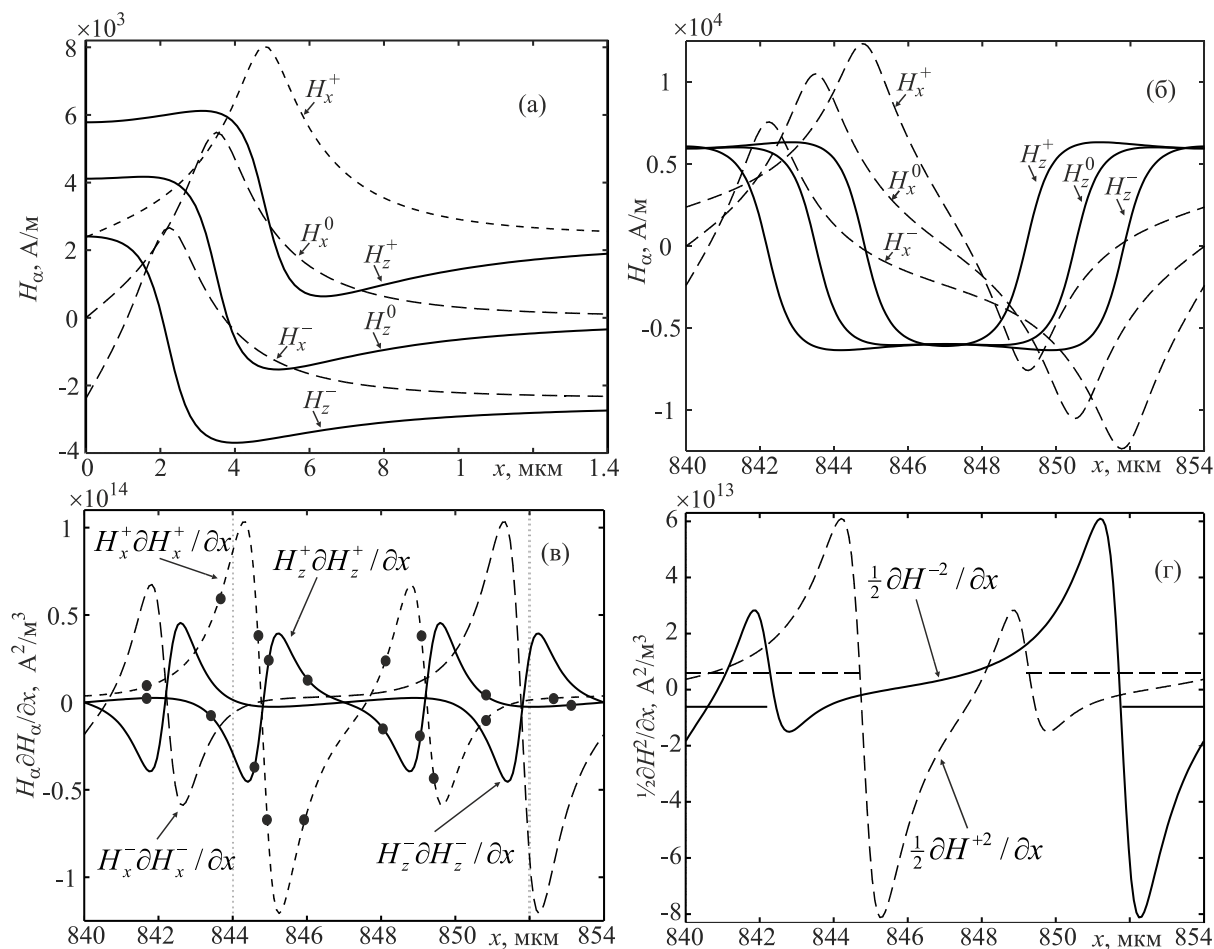 ×10³
8
6
4
2
0
-2
-4
H_α, А/м
0
2
4
6
8
1
x, мкм
1.4
(а)
H_x^+
H_x^0
H_z^+
H_x^-
H_z^0
H_z^-
×10⁴
1
0.5
0
-0.5
-1
H_α, А/м
840
842
844
846
848
850
x, мкм
854
(б)
H_x^+
H_z^+
H_z^0
H_z^-
H_x^0
H_x^-
×10¹⁴
1
0.5
0
-0.5
-1
H_α∂H_α/∂x, А²/м³
840
842
844
846
848
850
x, мкм
854
(в)
H_x^+∂H_x^+/∂x
H_z^+∂H_z^+/∂x
H_x^-∂H_x^-/∂x
H_z^-∂H_z^-/∂x
×10¹³
6
4
2
0
-2
-4
-6
-8
½∂H²/∂x, А²/м³
840
842
844
846
848
850
x, мкм
854
(г)
½∂H^{-2}/∂x
½∂H^{+2}/∂x